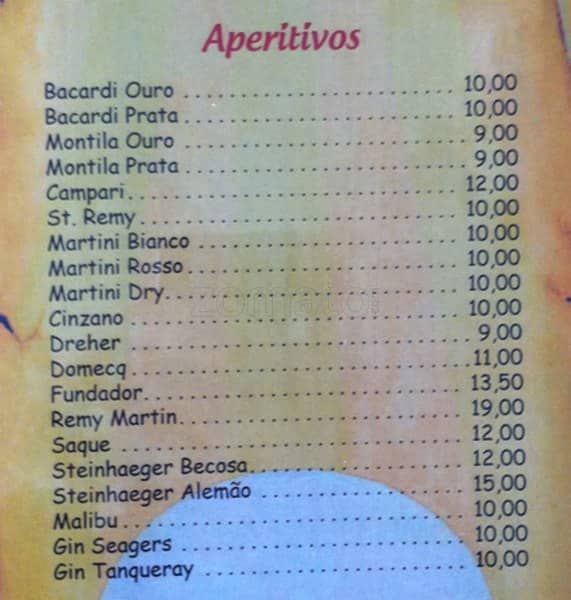 Aperitivos
Bacardi Ouro ........................... 10,00
Bacardi Prata ........................... 10,00
Montila Ouro ........................... 9,00
Montila Prata ........................... 9,00
Campari ................................. 12,00
St. Remy ................................ 10,00
Martini Bianco .......................... 10,00
Martini Rosso ........................... 10,00
Martini Dry ............................. 10,00
Cinzano ................................. 10,00
Dreher .................................. 9,00
Domecq .................................. 11,00
Fundador ................................ 13,50
Remy Martin ............................. 19,00
Saque ................................... 12,00
Steinhaeger Becosa ...................... 12,00
Steinhaeger Alemão ...................... 15,00
Malibu .................................. 10,00
Gin Seagers ............................. 10,00
Gin Tanqueray ........................... 10,00